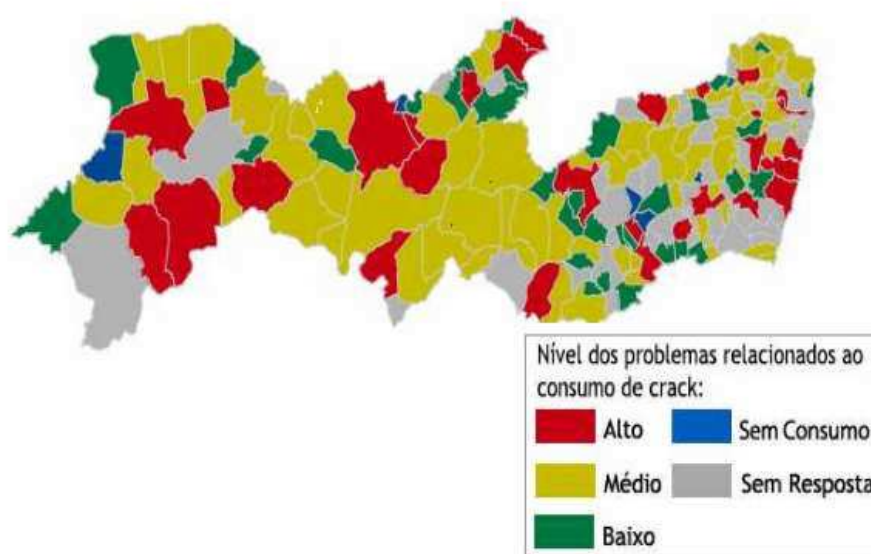 Nível dos problemas relacionados ao
consumo de crack:
Alto
Sem Consumo
Médio
Sem Resposta
Baixo